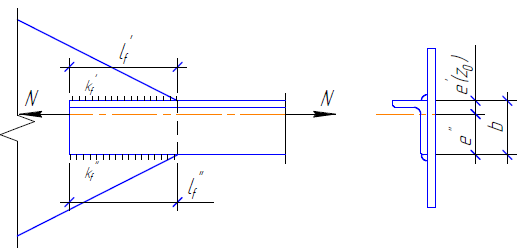 l_f'
k_f'
N
N
k_f"
l_f"
e'(z_0)
e"
b